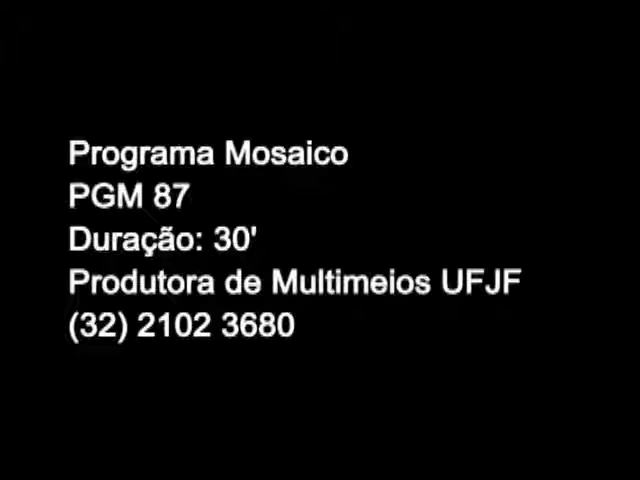 Programa Mosaico
PGM 87
Duração: 30'
Produtora de Multimeios UFJF
(32) 2102 3680